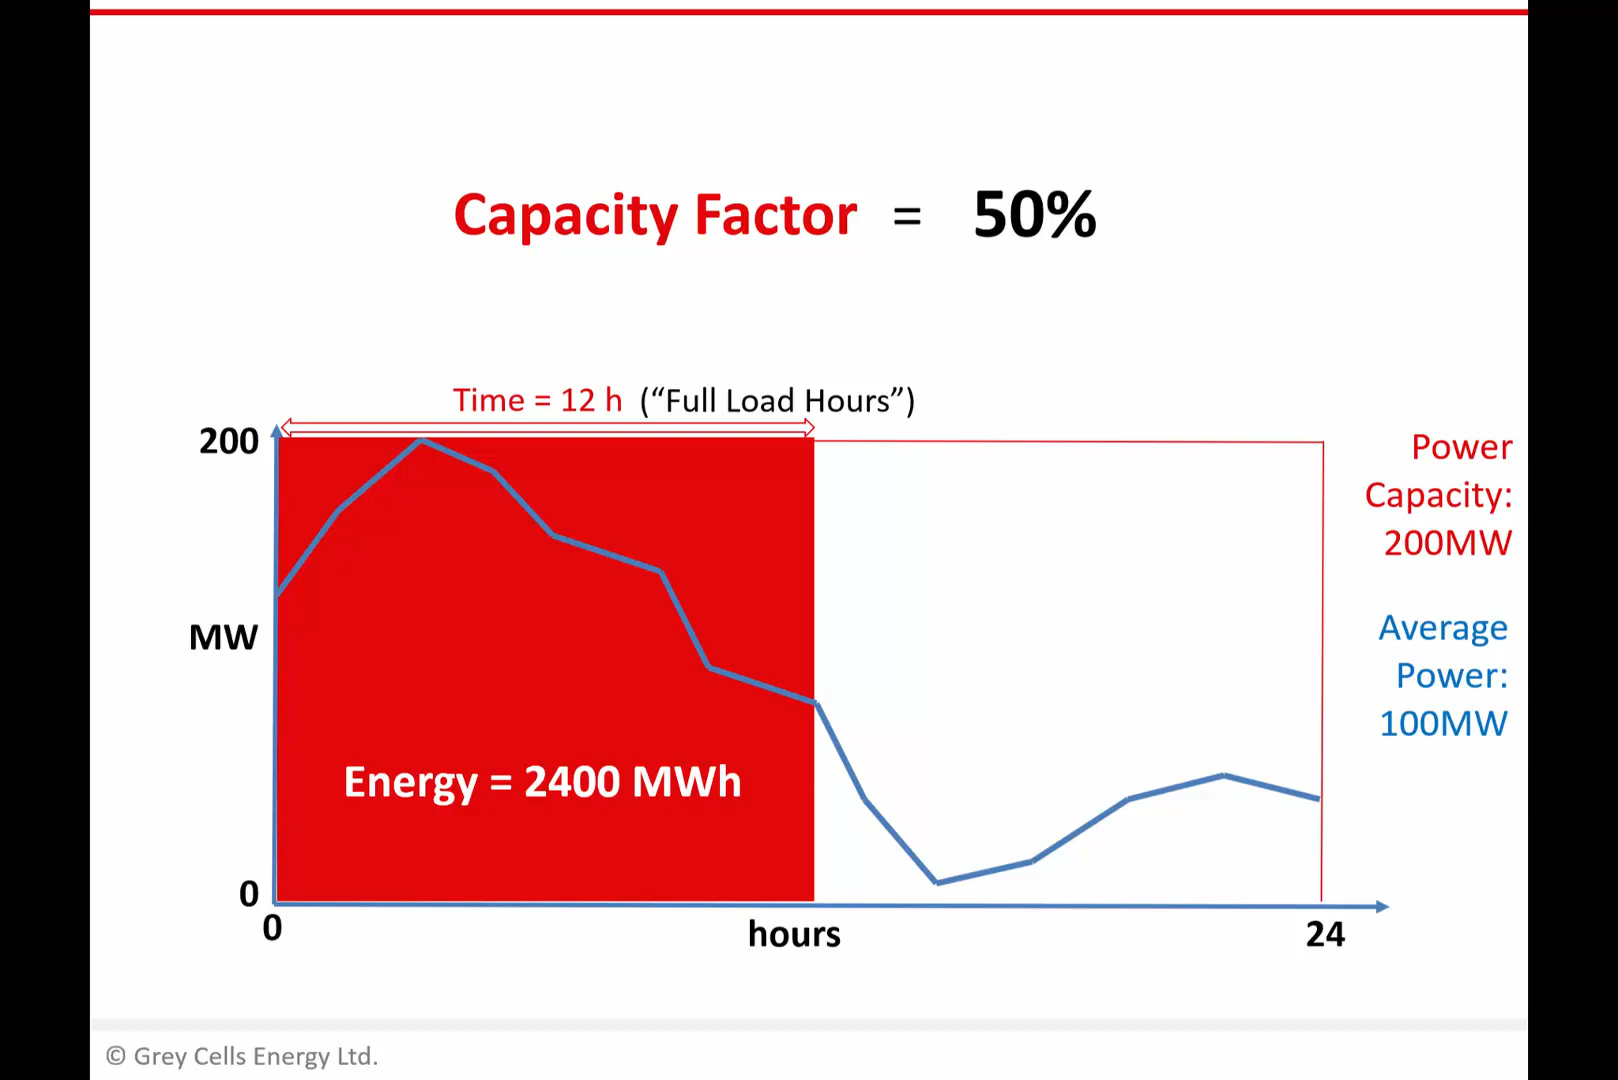 Capacity Factor = 50%
Time = 12 h (“Full Load Hours”)
200
MW
0
0
hours
24
Energy = 2400 MWh
Power
Capacity:
200MW
Average
Power:
100MW
© Grey Cells Energy Ltd.